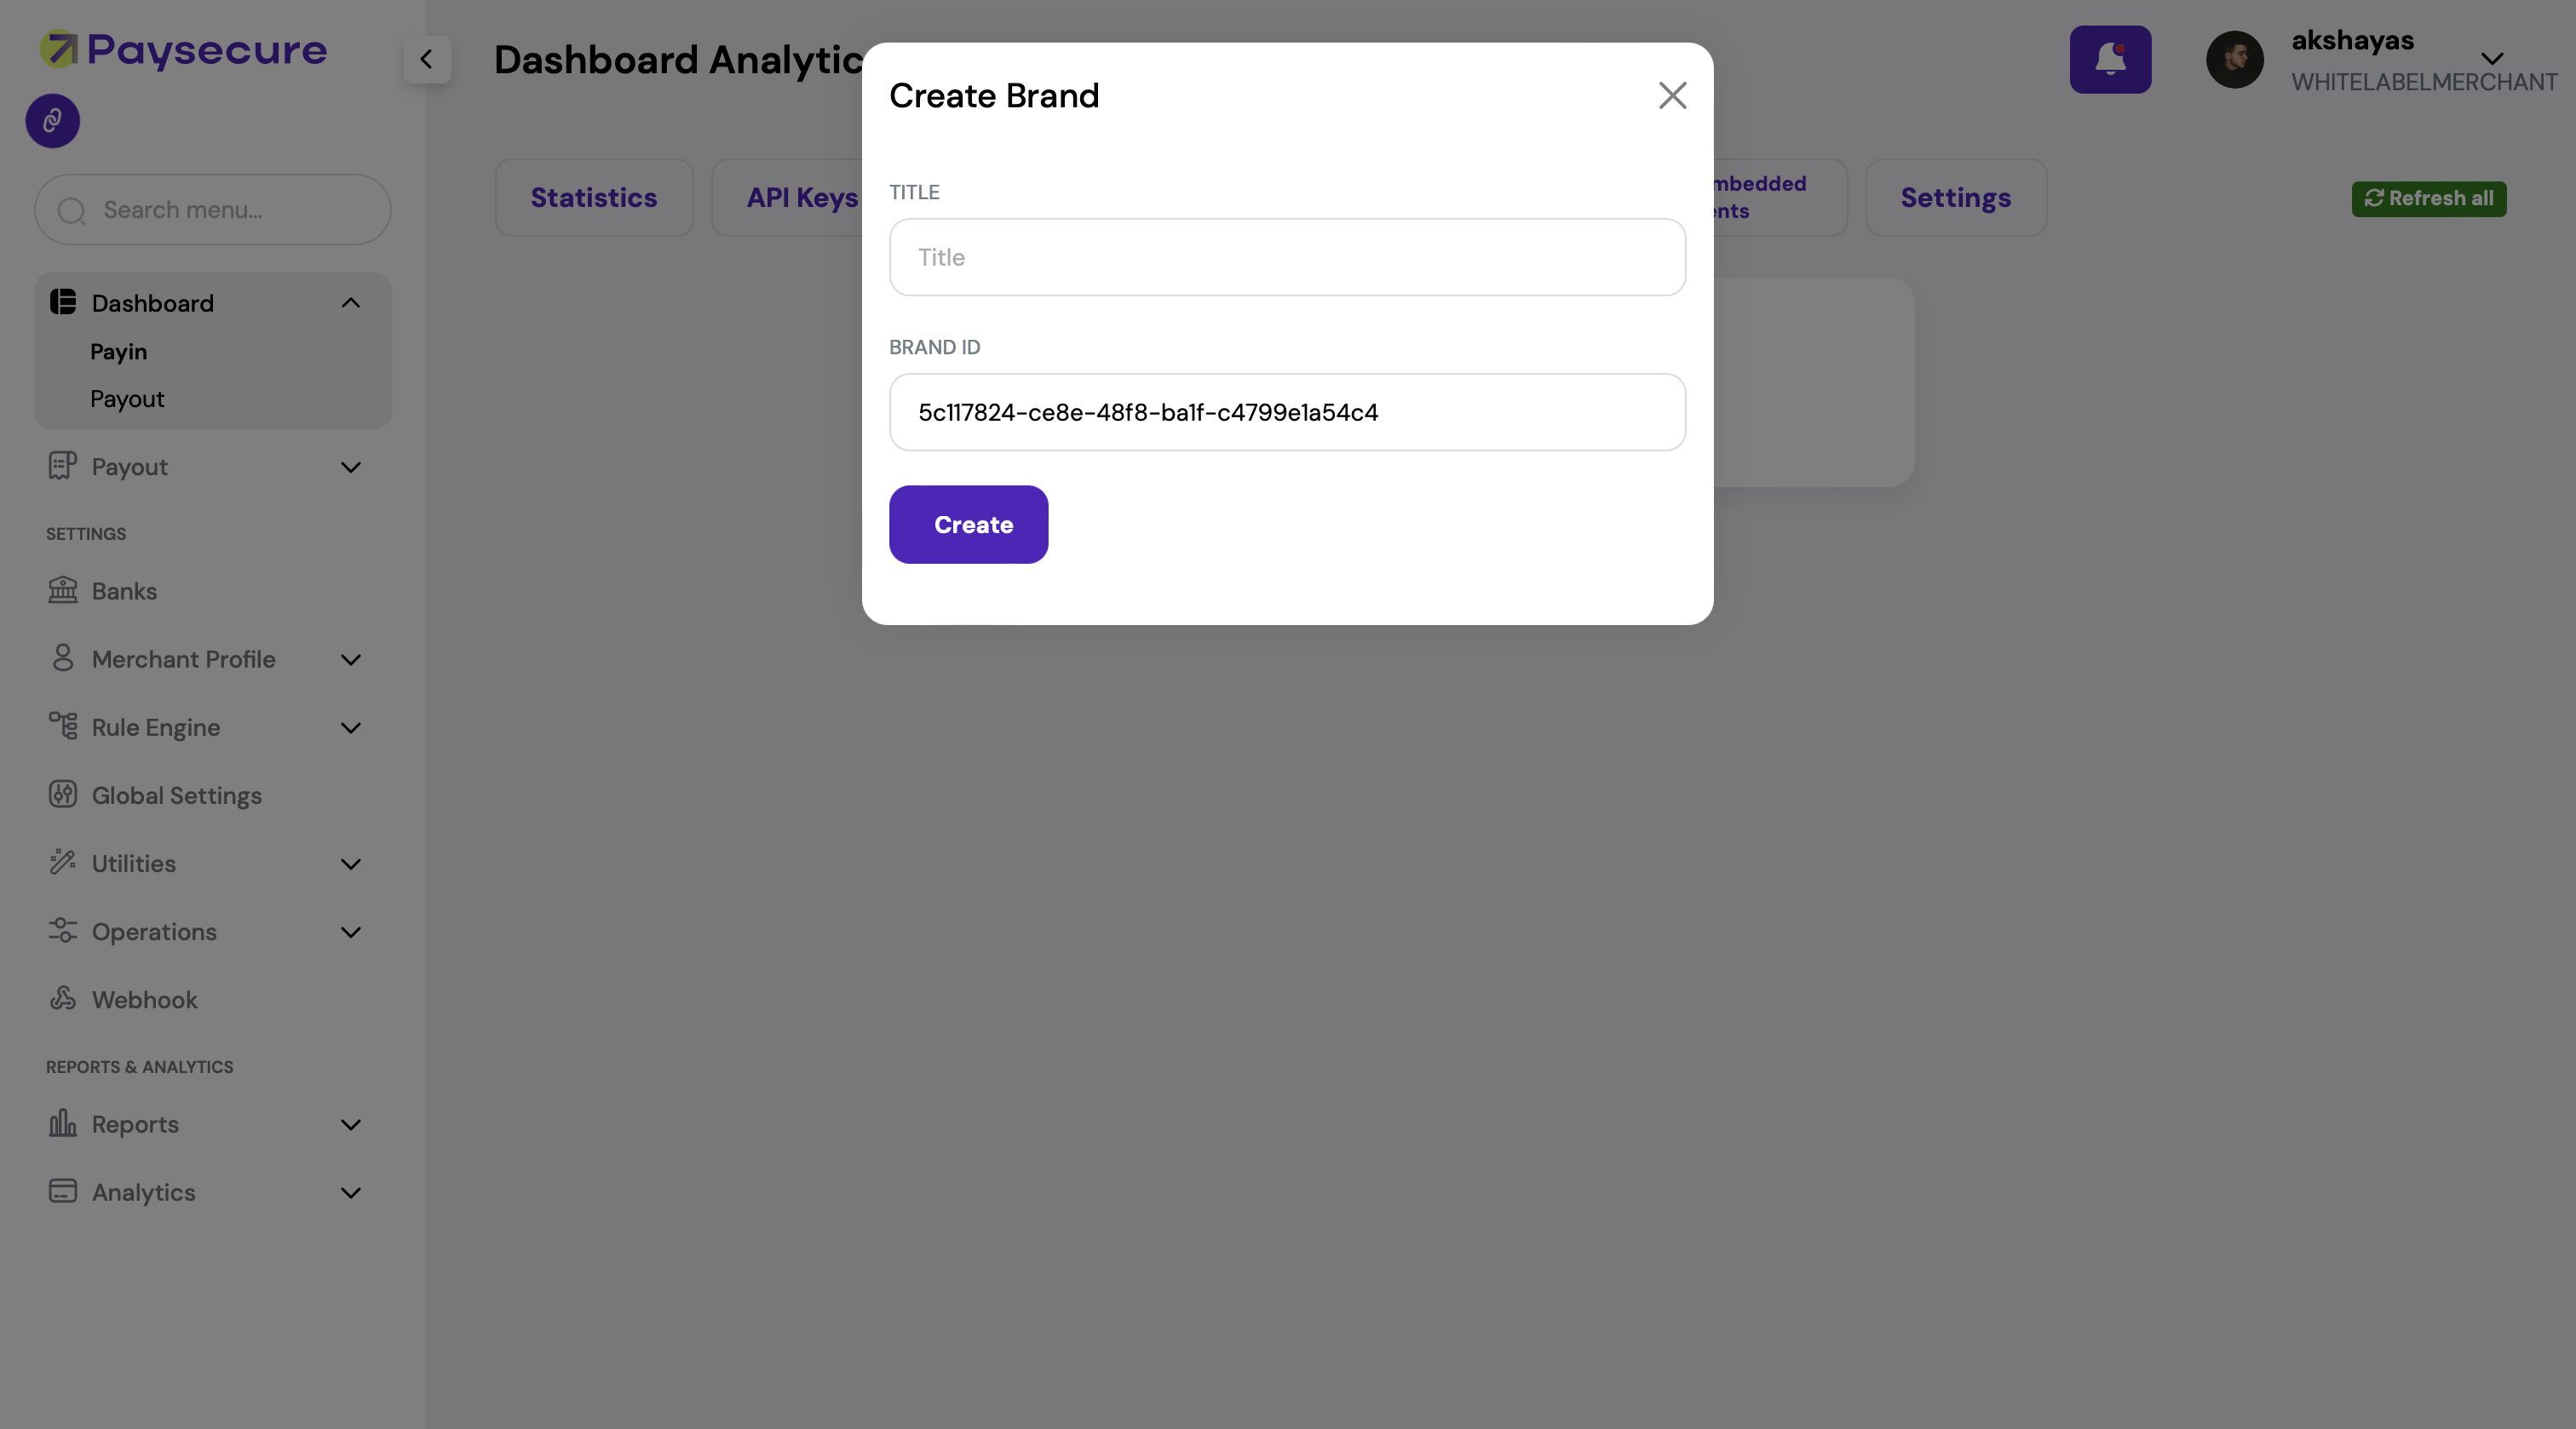 Paysecure
Search menu...
Dashboard
Payin
Payout
Payout
SETTINGS
Banks
Merchant Profile
Rule Engine
Global Settings
Utilities
Operations
Webhook
REPORTS & ANALYTICS
Reports
Analytics
Dashboard Analytic
akshayas
WHITELABELMERCHANT
Statistics
API Keys
Settings
Refresh all
Create Brand
TITLE
Title
BRAND ID
5c117824-ce8e-48f8-ba1f-c4799e1a54c4
Create